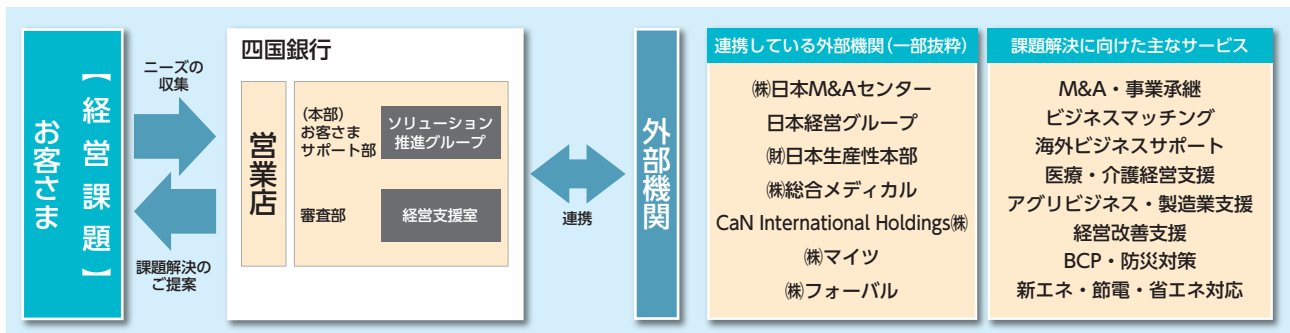 お客さま
【経営課題】
ニーズの
収集
課題解決の
ご提案
四国銀行
営業店
（本部）
お客さま
サポート部
ソリューション
推進グループ
審査部
経営支援室
連携
外部機関
連携している外部機関（一部抜粋）
㈱日本M&Aセンター
日本経営グループ
㈶日本生産性本部
㈱総合メディカル
CaN International Holdings㈱
㈱マイツ
㈱フォーバル
課題解決に向けた主なサービス
M&A・事業承継
ビジネスマッチング
海外ビジネスサポート
医療・介護経営支援
アグリビジネス・製造業支援
経営改善支援
BCP・防災対策
新エネ・節電・省エネ対応